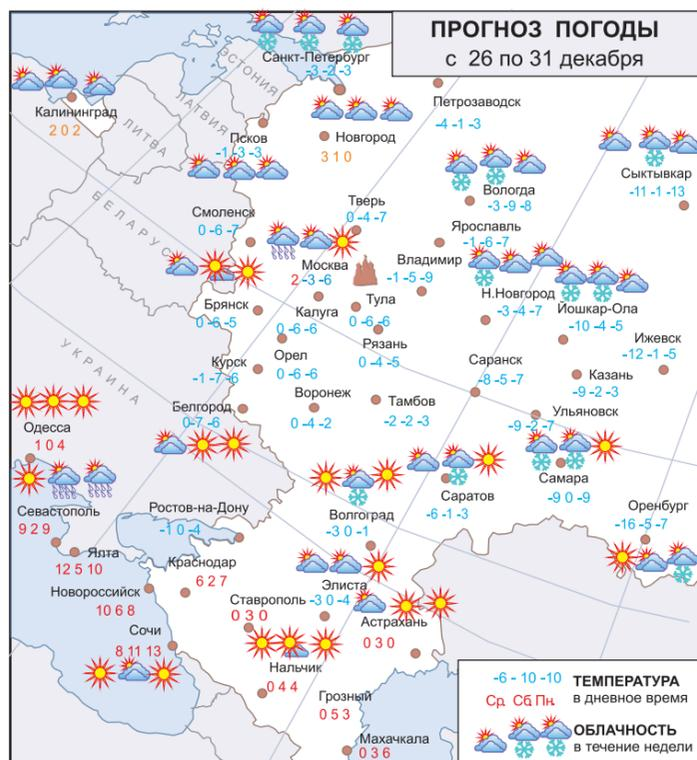 ПРОГНОЗ ПОГОДЫ
с 26 по 31 декабря
Санкт-Петербург
-3 -2 -3
ЭСТОНИЯ
Петрозаводск
-4 -1 -3
Калининград
2 0 2
ЛАТВИЯ
ЛИТВА
Псков
-1 -3 -3
Новгород
3 1 0
Сыктывкар
-11 -1 -13
Вологда
-3 -9 -8
БЕЛАРУСЬ
Смоленск
0 -6 -7
Тверь
0 -4 -7
Ярославль
-1 -6 -7
Москва
2 -3 -6
Владимир
-1 -5 -9
Н.Новгород
-3 -4 -7
Йошкар-Ола
-10 -4 -5
Брянск
0 -6 -5
Калуга
0 -6 -6
Тула
0 -6 -6
Рязань
0 -4 -5
Ижевск
-12 -1 -5
УКРАИНА
Курск
-1 -7 -6
Орел
0 -6 -6
Саранск
-8 -5 -7
Казань
-9 -2 -3
Воронеж
0 -4 -2
Тамбов
-2 -2 -3
Ульяновск
-9 -2 -7
Белгород
0 -7 -6
Одесса
1 0 4
Самара
-9 0 -9
Саратов
-6 -1 -3
Оренбург
-16 -5 -7
Севастополь
9 2 9
Ростов-на-Дону
-1 0 -4
Волгоград
-3 0 -1
Ялта
12 5 10
Краснодар
6 2 7
Новороссийск
10 6 8
Ставрополь
0 3 0
Элиста
-3 0 -4
Астрахань
0 3 0
Сочи
8 11 13
Нальчик
0 4 4
Грозный
0 5 3
Махачкала
0 3 6
-6 - 10 -10 ТЕМПЕРАТУРА
Ср. Сб. Пн. в дневное время
ОБЛАЧНОСТЬ
в течение недели